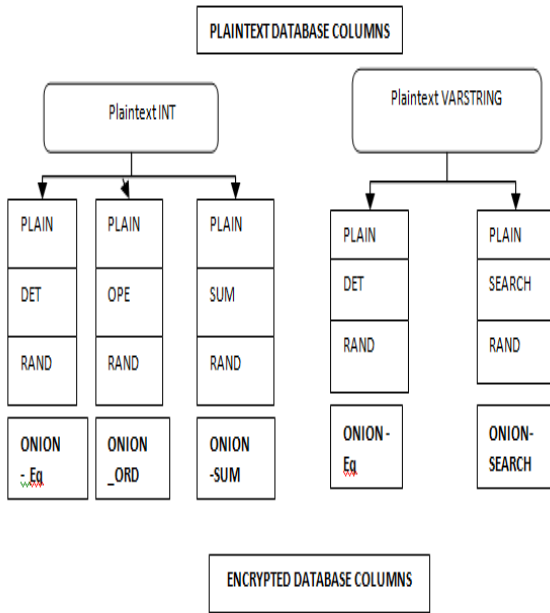 PLAINTEXT DATABASE COLUMNS
Plaintext INT
Plaintext VARSTRING
PLAIN
DET
RAND
ONION
- Eq
PLAIN
OPE
RAND
ONION
_ORD
PLAIN
SUM
RAND
ONION
-SUM
PLAIN
DET
RAND
ONION -
Eq
PLAIN
SEARCH
RAND
ONION-
SEARCH
ENCRYPTED DATABASE COLUMNS